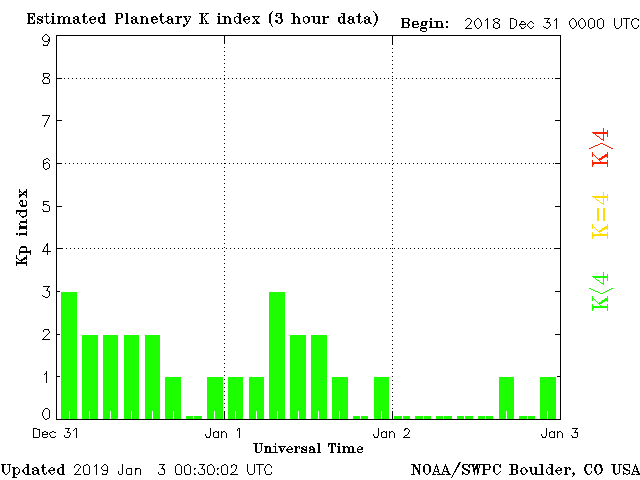 Estimated Planetary K index (3 hour data)
Begin: 2018 Dec 31 0000 UTC
9
8
7
6
5
4
3
2
1
0
Kp index
K>4
K=4
K<4
Dec 31
Jan 1
Jan 2
Jan 3
Universal Time
Updated 2019 Jan 3 00:30:02 UTC
NOAA/SWPC Boulder, CO USA